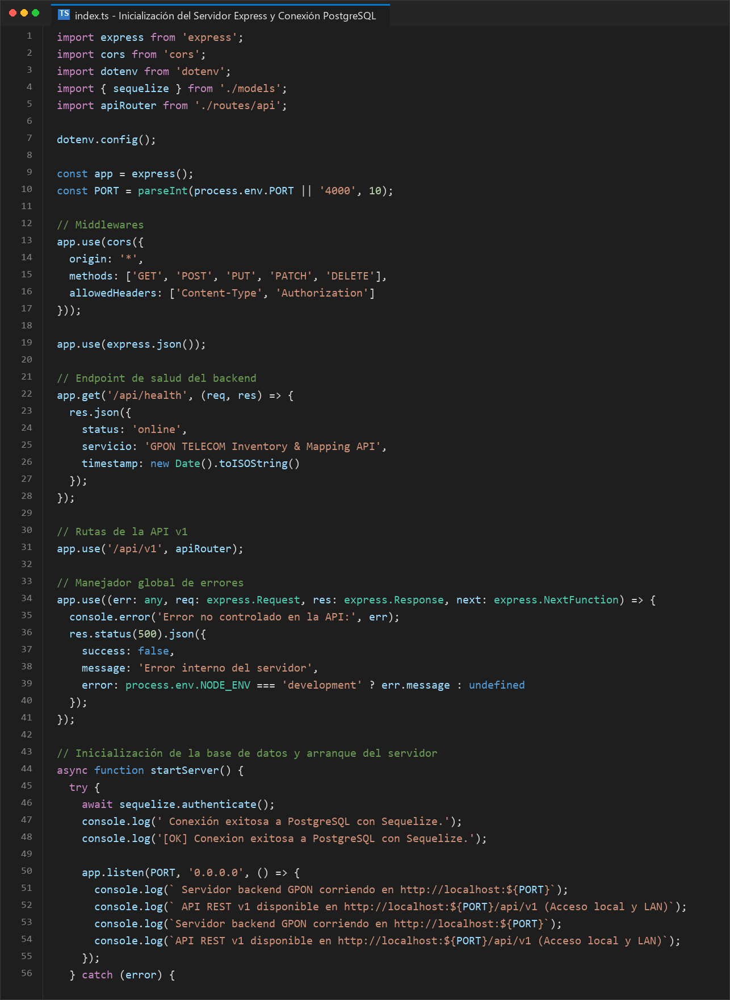 TS index.ts - Inicialización del Servidor Express y Conexión PostgreSQL
1 import express from 'express';
2 import cors from 'cors';
3 import dotenv from 'dotenv';
4 import { sequelize } from './models';
5 import apiRouter from './routes/api';
6
7 dotenv.config();
8
9 const app = express();
10 const PORT = parseInt(process.env.PORT || '4000', 10);
11
12 // Middlewares
13 app.use(cors({
14   origin: '*',
15   methods: ['GET', 'POST', 'PUT', 'PATCH', 'DELETE'],
16   allowedHeaders: ['Content-Type', 'Authorization']
17 }));
18
19 app.use(express.json());
20
21 // Endpoint de salud del backend
22 app.get('/api/health', (req, res) => {
23   res.json({
24     status: 'online',
25     servicio: 'GPON TELECOM Inventory & Mapping API',
26     timestamp: new Date().toISOString()
27   });
28 });
29
30 // Rutas de la API v1
31 app.use('/api/v1', apiRouter);
32
33 // Manejador global de errores
34 app.use((err: any, req: express.Request, res: express.Response, next: express.NextFunction) => {
35   console.error('Error no controlado en la API:', err);
36   res.status(500).json({
37     success: false,
38     message: 'Error interno del servidor',
39     error: process.env.NODE_ENV === 'development' ? err.message : undefined
40   });
41 });
42
43 // Inicialización de la base de datos y arranque del servidor
44 async function startServer() {
45   try {
46     await sequelize.authenticate();
47     console.log(' Conexión exitosa a PostgreSQL con Sequelize.');
48     console.log('[OK] Conexion exitosa a PostgreSQL con Sequelize.');
49
50     app.listen(PORT, '0.0.0.0', () => {
51       console.log(` Servidor backend GPON corriendo en http://localhost:${PORT}`);
52       console.log(` API REST v1 disponible en http://localhost:${PORT}/api/v1 (Acceso local y LAN)`);
53       console.log(`Servidor backend GPON corriendo en http://localhost:${PORT}`);
54       console.log(`API REST v1 disponible en http://localhost:${PORT}/api/v1 (Acceso local y LAN)`);
55     });
56   } catch (error) {